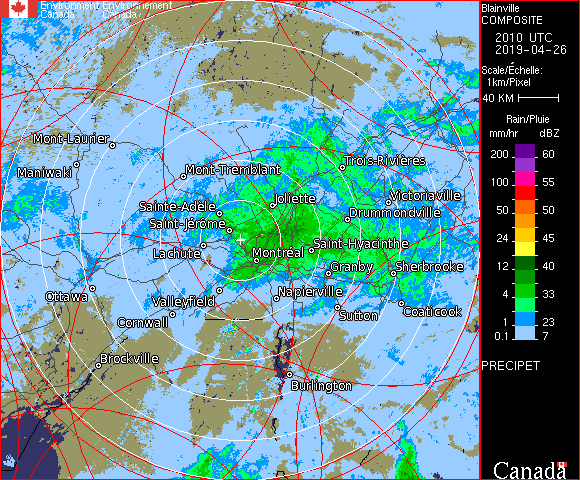 Environment Environnement
Canada Canada
Blainville
COMPOSITE
2010 UTC
2019-04-26
Scale/Échelle:
1km/Pixel
40 KM
Rain/Pluie
mm/hr dBZ
200 60
100 55
50 50
24 45
12 40
4 33
1 23
0.1 7
PRECIPET
Canada
Mont-Laurier
Maniwaki
Mont-Tremblant
Trois-Rivières
Joliette
Victoriaville
Sainte-Adèle
Drummondville
Saint-Jérôme
Saint-Hyacinthe
Lachute
Montréal
Granby
Sherbrooke
Ottawa
Valleyfield
Napierville
Cornwall
Sutton
Coaticook
Brockville
Burlington